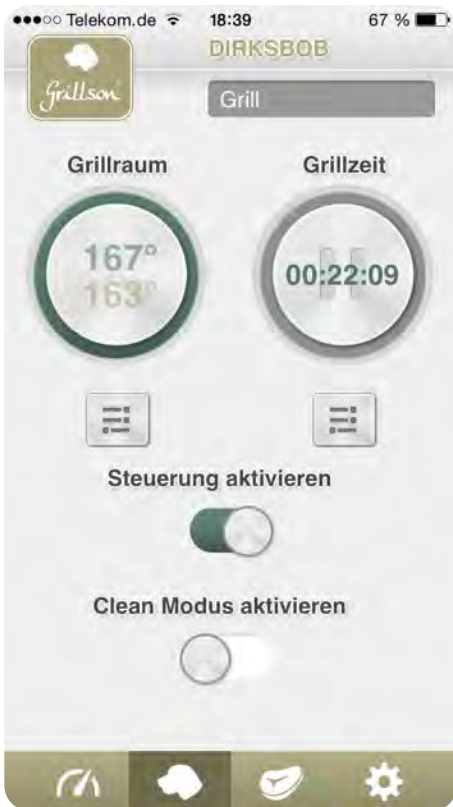 Telekom.de 18:39 67 %
DIRKSBOB
Grillson
Grill
Grillraum Grillzeit
167°
163°
00:22:09
Steuerung aktivieren
Clean Modus aktivieren